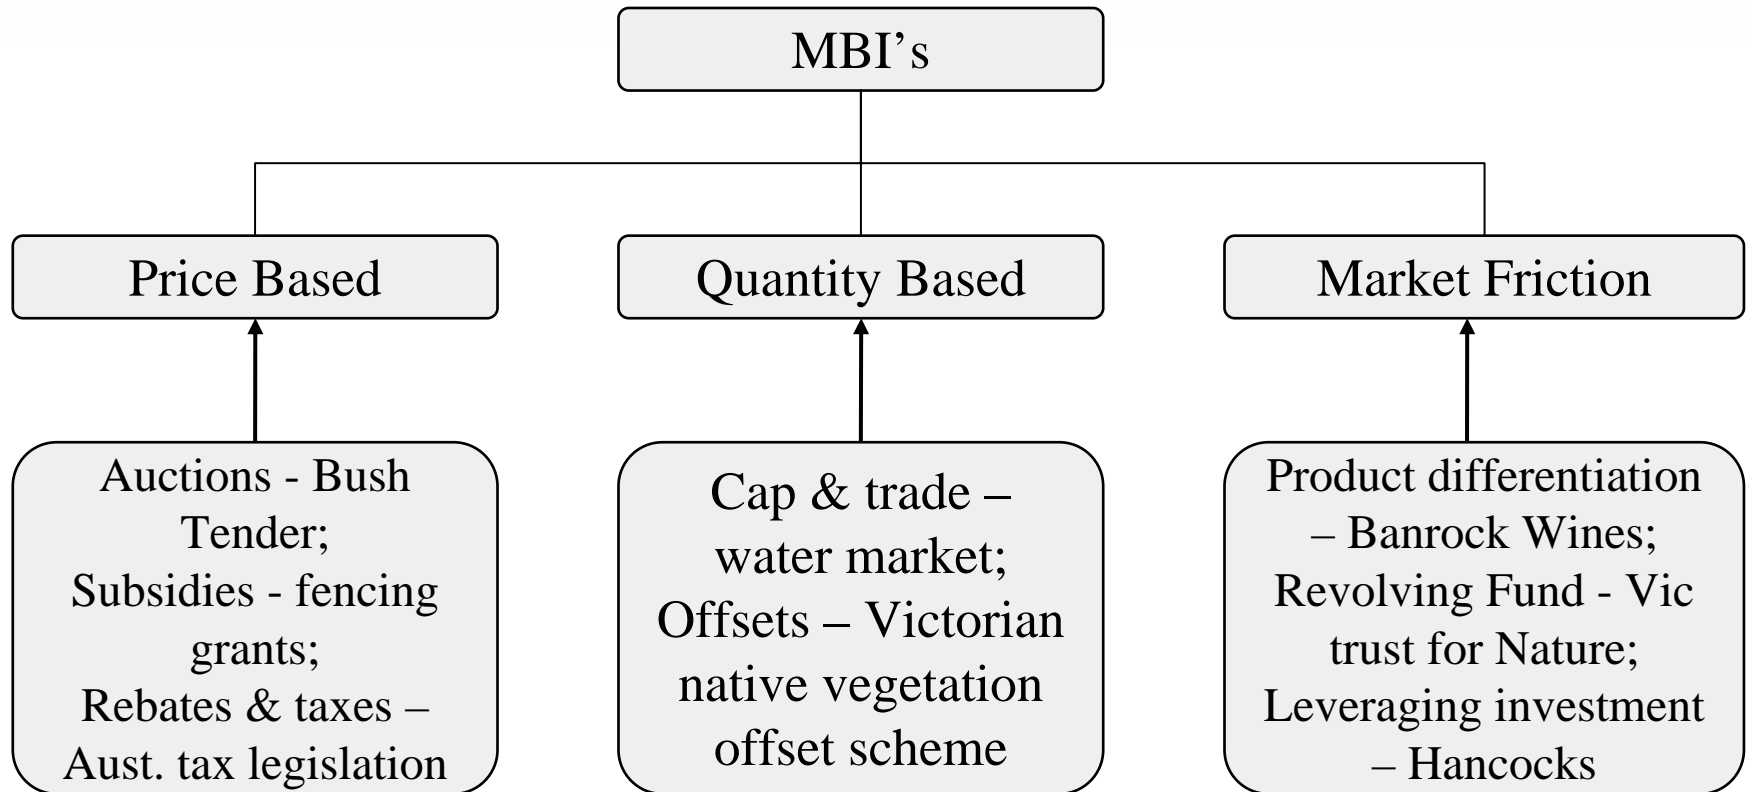 MBI’s
Price Based
Quantity Based
Market Friction
Auctions - Bush
Tender;
Subsidies - fencing
grants;
Rebates & taxes –
Aust. tax legislation
Cap & trade –
water market;
Offsets – Victorian
native vegetation
offset scheme
Product differentiation
– Banrock Wines;
Revolving Fund - Vic
trust for Nature;
Leveraging investment
– Hancocks